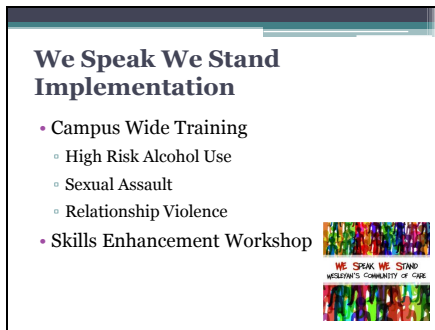 We Speak We Stand
Implementation
• Campus Wide Training
▫ High Risk Alcohol Use
▫ Sexual Assault
▫ Relationship Violence
• Skills Enhancement Workshop
WE SPEAK WE STAND
WESLEYAN'S COMMUNITY OF CARE